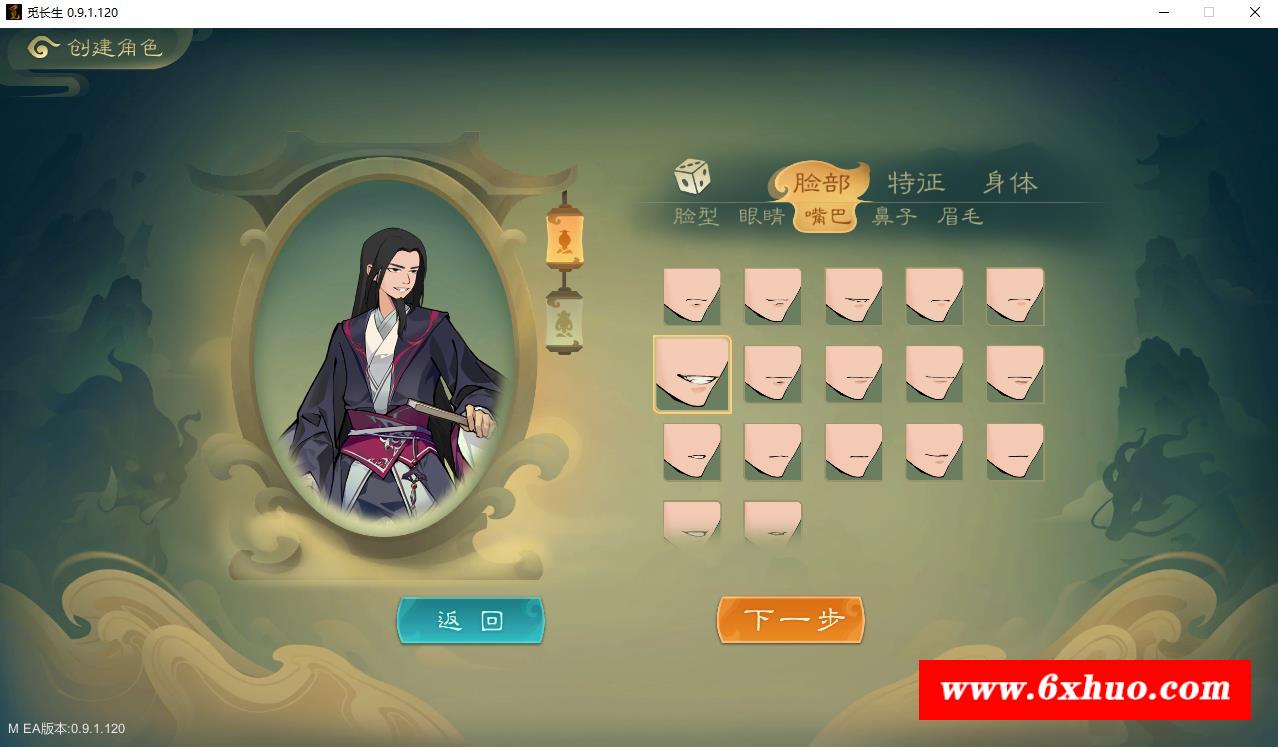 觅长生 0.9.1.120
创建角色
脸部 特征 身体
脸型 眼睛 嘴巴 鼻子 眉毛
返回
下一步
www.6xhuo.com
M EA版本:0.9.1.120